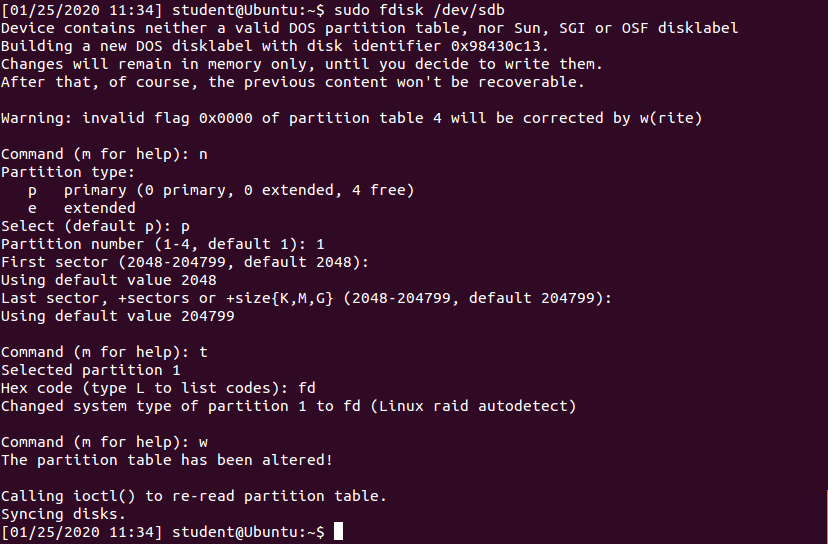 [01/25/2020 11:34] student@Ubuntu:~$ sudo fdisk /dev/sdb
Device contains neither a valid DOS partition table, nor Sun, SGI or OSF disklabel
Building a new DOS disklabel with disk identifier 0x98430c13.
Changes will remain in memory only, until you decide to write them.
After that, of course, the previous content won't be recoverable.

Warning: invalid flag 0x0000 of partition table 4 will be corrected by w(rite)

Command (m for help): n
Partition type:
   p   primary (0 primary, 0 extended, 4 free)
   e   extended
Select (default p): p
Partition number (1-4, default 1): 1
First sector (2048-204799, default 2048):
Using default value 2048
Last sector, +sectors or +size{K,M,G} (2048-204799, default 204799):
Using default value 204799

Command (m for help): t
Selected partition 1
Hex code (type L to list codes): fd
Changed system type of partition 1 to fd (Linux raid autodetect)

Command (m for help): w
The partition table has been altered!

Calling ioctl() to re-read partition table.
Syncing disks.
[01/25/2020 11:34] student@Ubuntu:~$